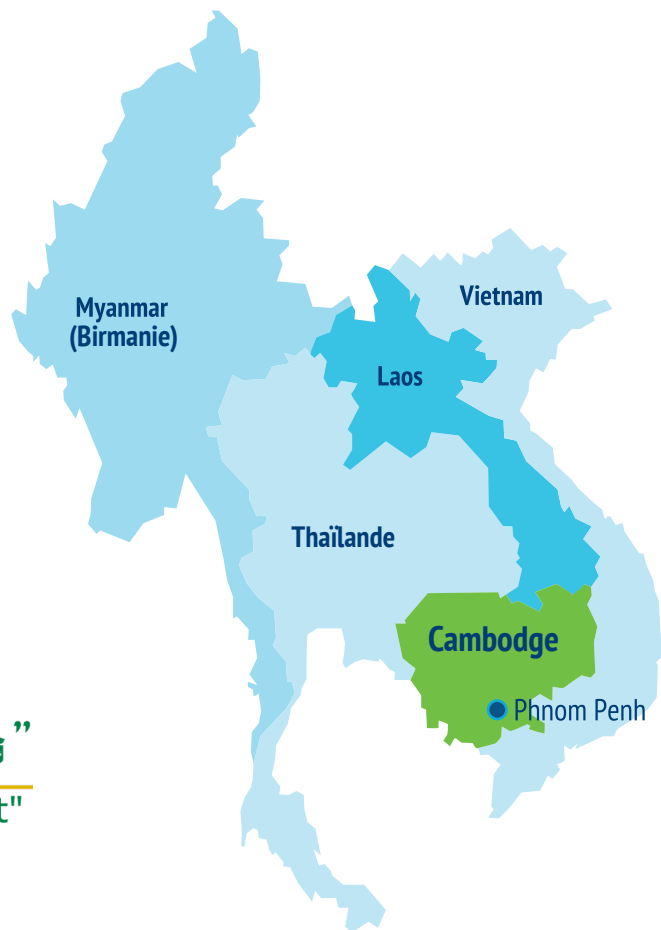 Vietnam
Myanmar
(Birmanie)
Laos
Thaïlande
Cambodge
Phnom Penh
”
t"